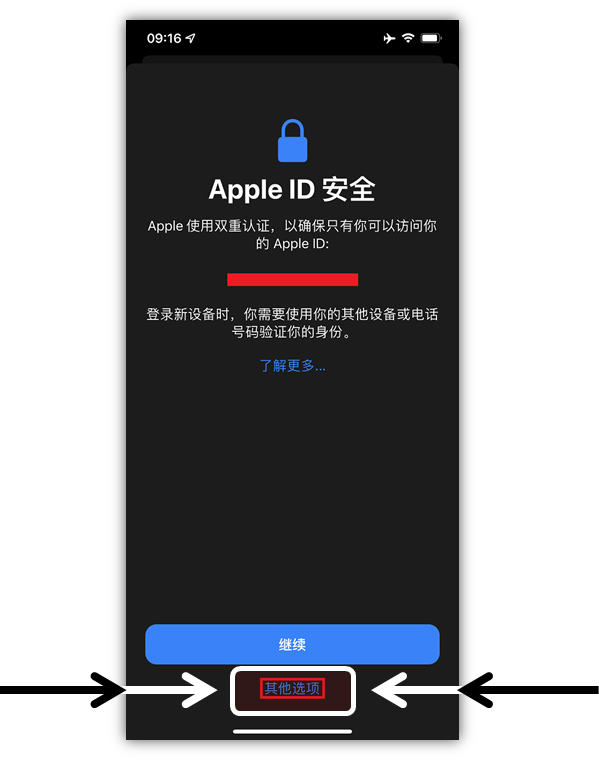 09:16
Apple ID 安全
Apple 使用双重认证，以确保只有你可以访问你
的 Apple ID:
登录新设备时，你需要使用你的其他设备或电话
号码验证你的身份。
了解更多...
继续
其他选项